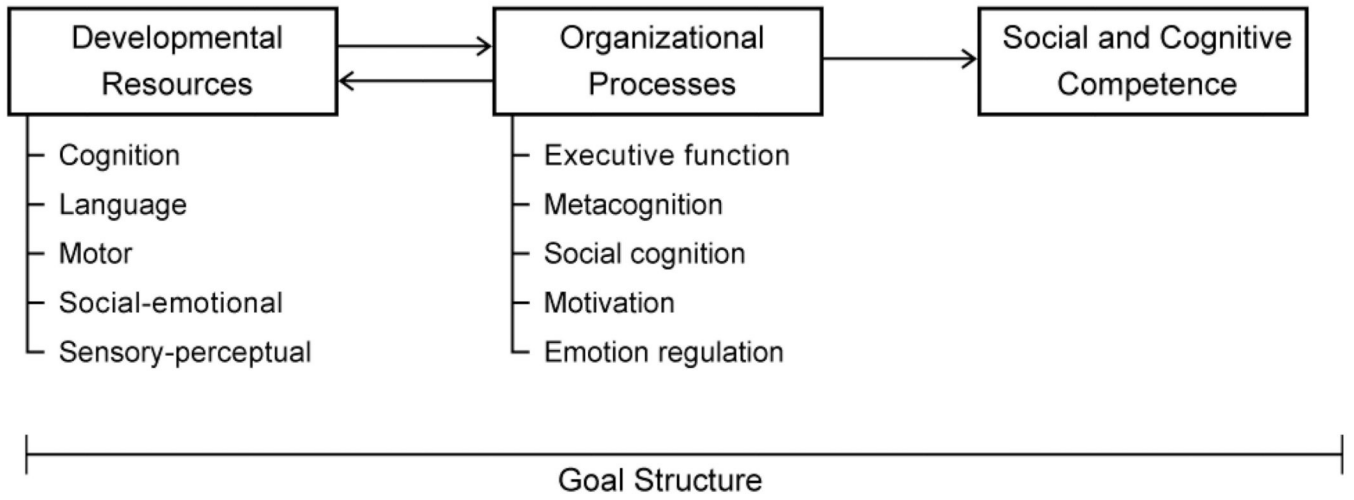 Developmental
Resources
Organizational
Processes
Social and Cognitive
Competence
Cognition
Language
Motor
Social-emotional
Sensory-perceptual
Executive function
Metacognition
Social cognition
Motivation
Emotion regulation
Goal Structure